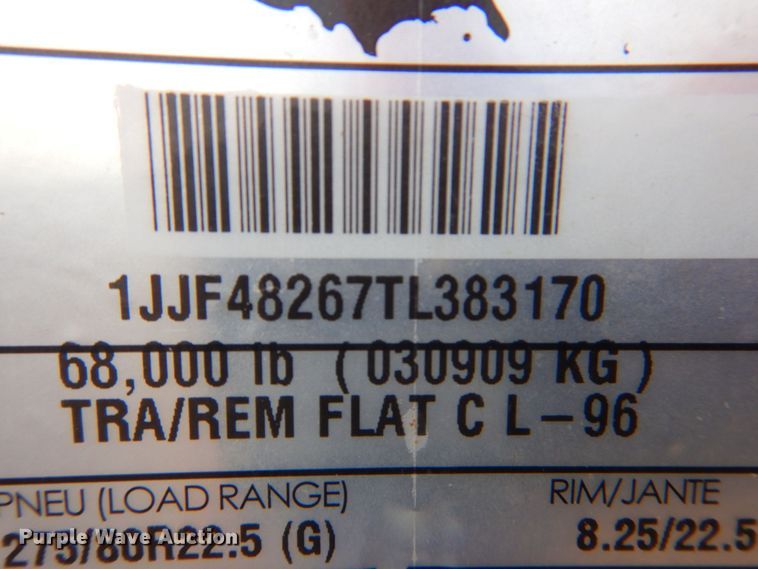 1JJF48267TL383170
68,000 lb ( 030909 KG )
TRA/REM FLAT C L-96
PNEU (LOAD RANGE) RIM/JANTE
275/80R22.5 (G) 8.25/22.5
Purple Wave Auction